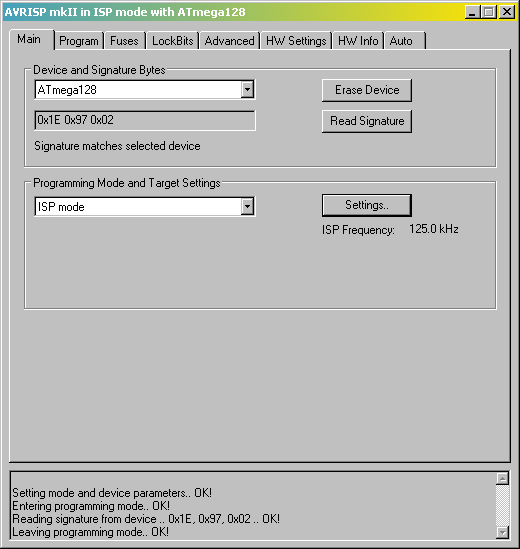 AVRISP mkII in ISP mode with ATmega128
Main Program Fuses LockBits Advanced HW Settings HW Info Auto
Device and Signature Bytes
ATmega128 Erase Device
0x1E 0x97 0x02 Read Signature
Signature matches selected device
Programming Mode and Target Settings
ISP mode Settings..
ISP Frequency: 125.0 kHz
Setting mode and device parameters.. OK!
Entering programming mode.. OK!
Reading signature from device .. 0x1E, 0x97, 0x02 .. OK!
Leaving programming mode.. OK!